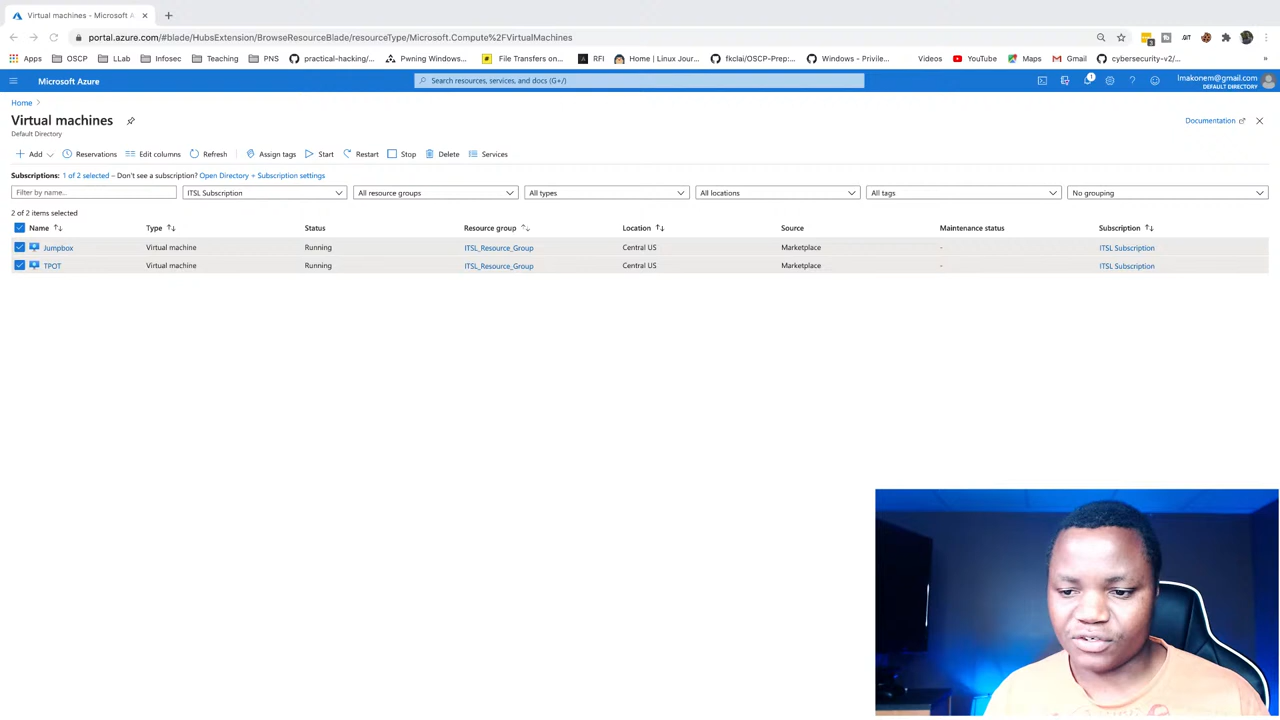 Virtual machines - Microsoft A
portal.azure.com/#blade/HubsExtension/BrowseResourceBlade/resourceType/Microsoft.Compute%2FVirtualMachines
3
Apps OSCP LLab Infosec Teaching PNS practical-hacking/... Pwning Windows... File Transfers on... RFI Home | Linux Jour... fkclai/OSCP-Prep:... Windows - Privile... Videos YouTube Maps Gmail cybersecurity-v2/... »
Microsoft Azure Search resources, services, and docs (G+/) 1 lmakonem@gmail.com
DEFAULT DIRECTORY
Home >
Virtual machines
Default Directory
Documentation
+ Add Reservations Edit columns Refresh Assign tags Start Restart Stop Delete Services
Subscriptions: 1 of 2 selected – Don't see a subscription? Open Directory + Subscription settings
Filter by name... ITSL Subscription All resource groups All types All locations All tags No grouping
2 of 2 items selected
Name ↑↓ Type ↑↓ Status Resource group ↑↓ Location ↑↓ Source Maintenance status Subscription ↑↓
Jumpbox Virtual machine Running ITSL_Resource_Group Central US Marketplace - ITSL Subscription
TPOT Virtual machine Running ITSL_Resource_Group Central US Marketplace - ITSL Subscription